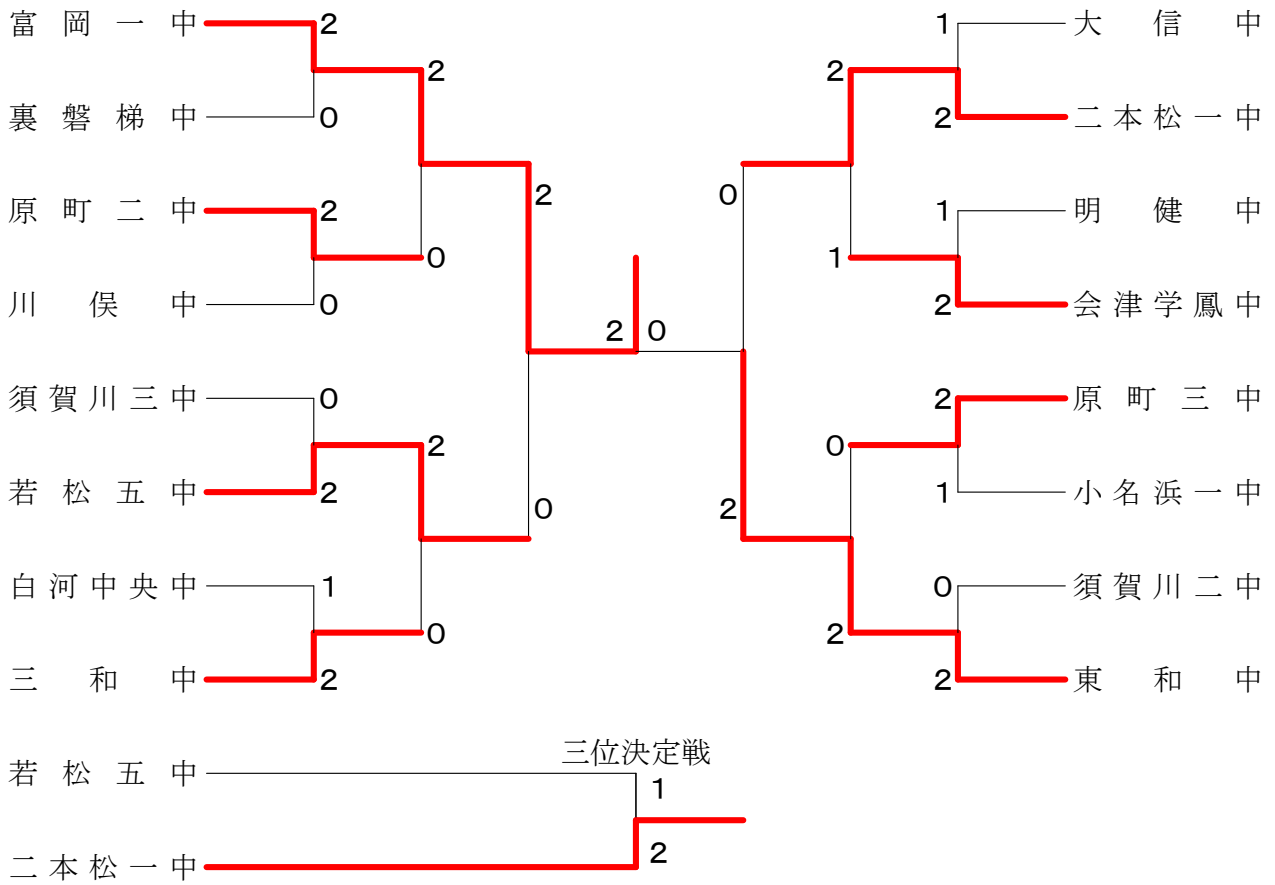 富岡一中 2 1 大信中
2 2
裏磐梯中 0 2 二本松一中
2 0
原町二中 2 1 明健中
0 1
川俣中 0 2 会津学鳳中
2 0
須賀川三中 0 2 原町三中
2 0
若松五中 2 1 小名浜一中
0 2
白河中央中 1 0 須賀川二中
0 2
三和中 2 2 東和中
三位決定戦
若松五中 1
二本松一中 2